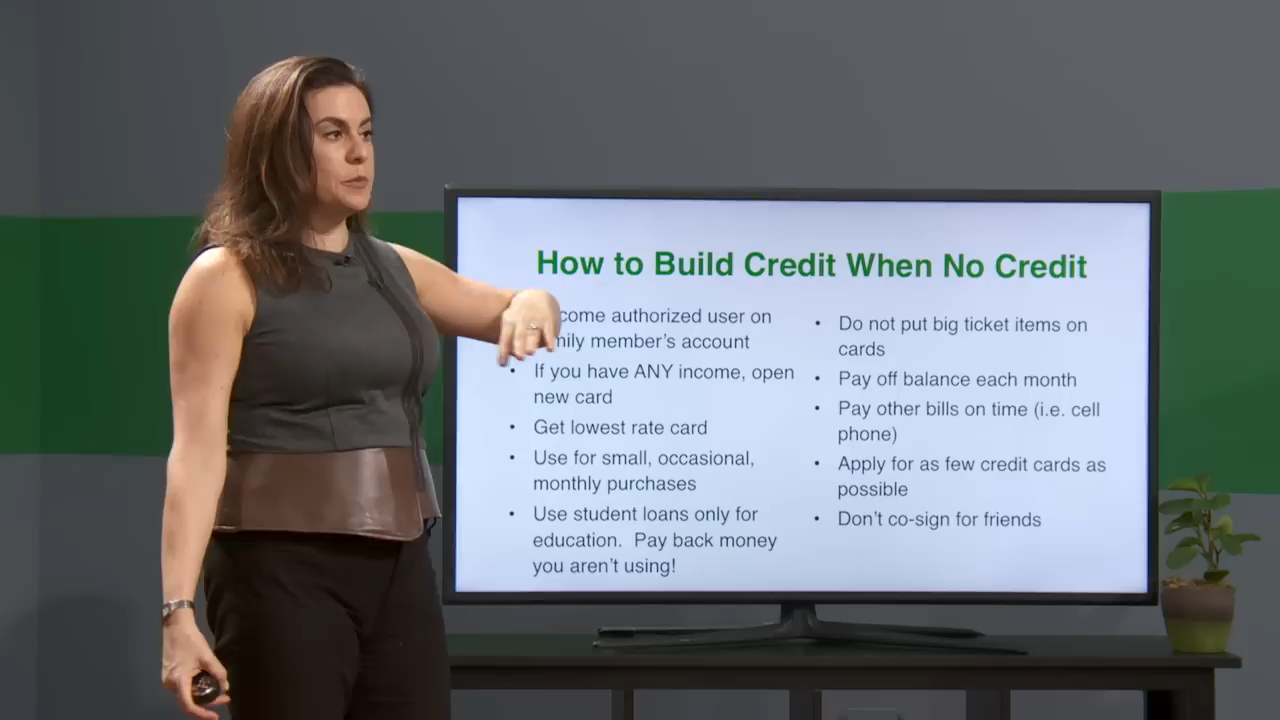 How to Build Credit When No Credit
come authorized user on
mily member's account
• If you have ANY income, open
new card
• Get lowest rate card
• Use for small, occasional,
monthly purchases
• Use student loans only for
education. Pay back money
you aren't using!
• Do not put big ticket items on
cards
• Pay off balance each month
• Pay other bills on time (i.e. cell
phone)
• Apply for as few credit cards as
possible
• Don't co-sign for friends